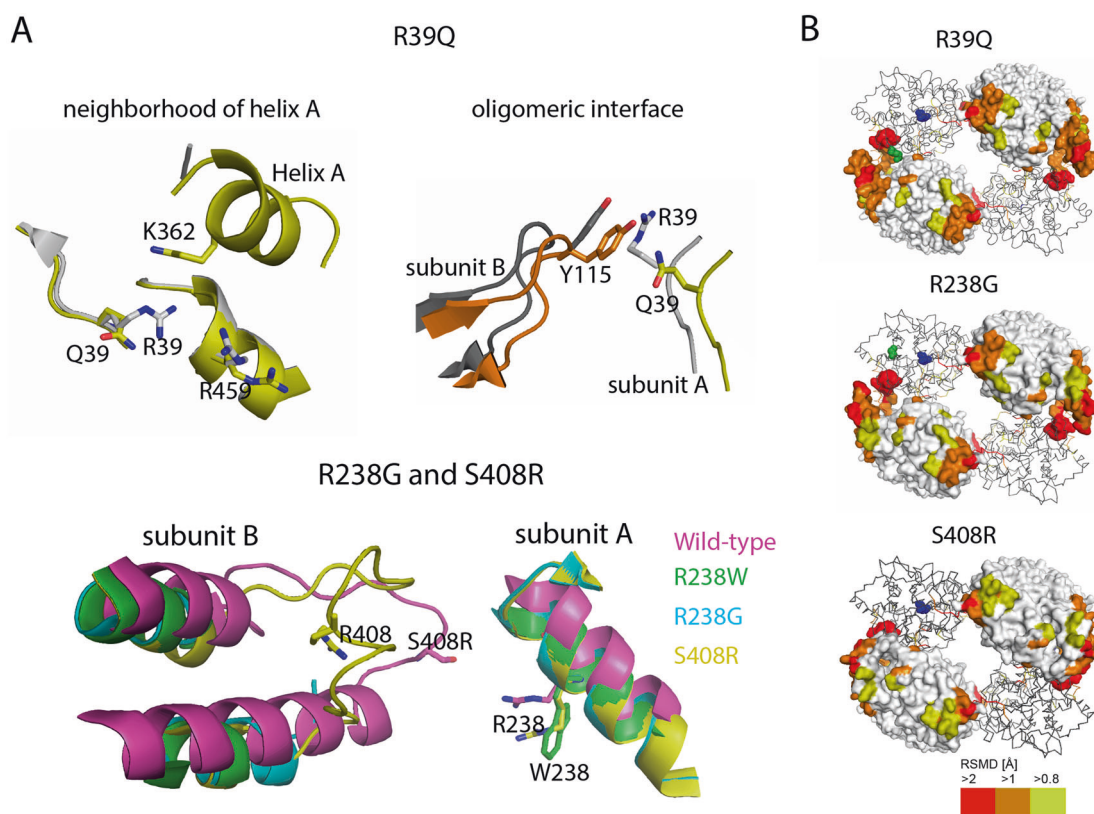 A
R39Q
neighborhood of helix A
oligomeric interface
Helix A
K362
Q39
R39
R459
subunit B
Y115
R39
Q39
subunit A
R238G and S408R
subunit B
subunit A
Wild-type
R238W
R238G
S408R
R408
S408R
R238
W238
B
R39Q
R238G
S408R
RSMD [Å]
>2 >1 >0.8